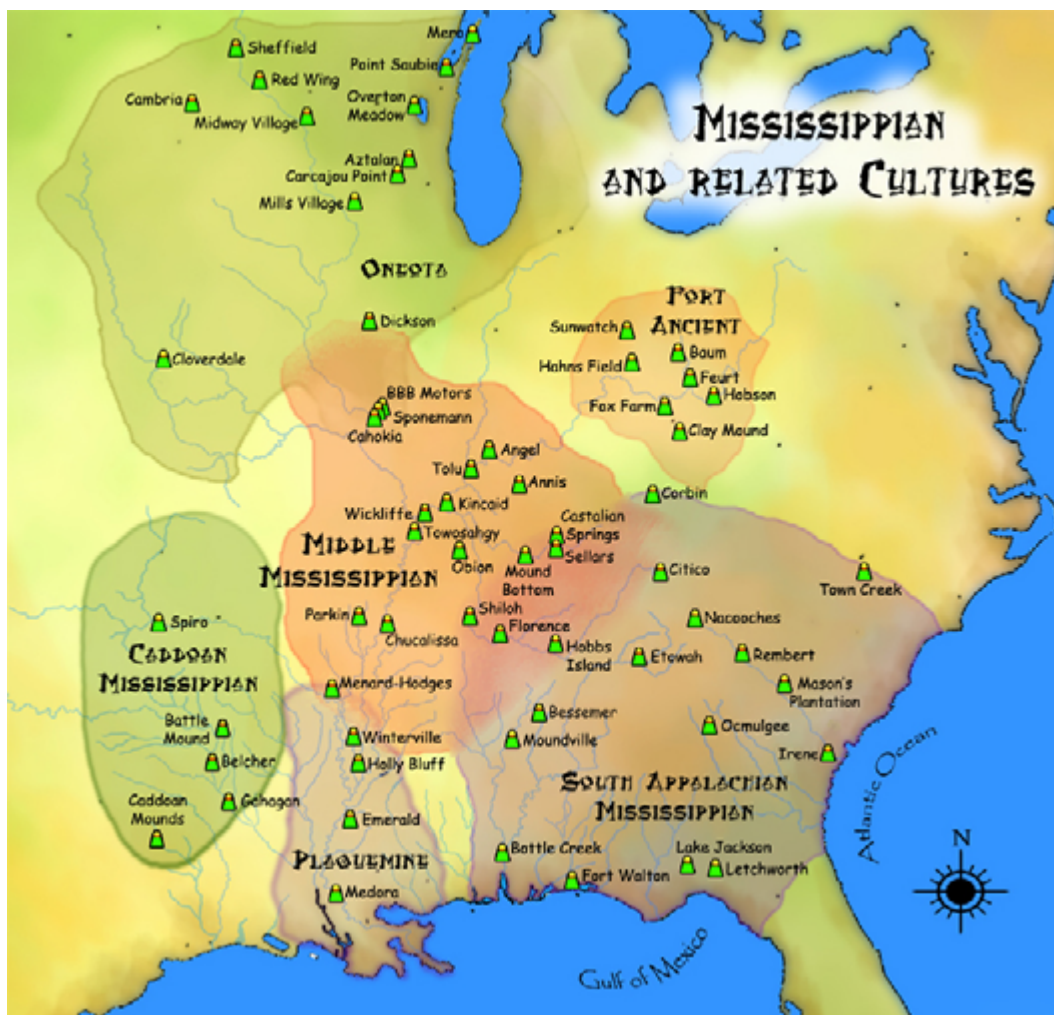 Mero
Sheffield
Point Saubie
Red Wing
Cambria
Overton
Meadow
Midway Village
MISSISSIPPIAN
AND RELATED CULTURES
Aztalan
Carcajou Point
Mills Village
ONEOTA
FORT
ANCIENT
Dickson
Sunwatch
Baum
Cloverdale
Hahns Field
Feurt
Hobson
BBB Motors
Sponemann
Cahokia
Fox Farm
Clay Mound
Angel
Tolu
Annis
Corbin
Kincaid
Wickliffe
Castalian
Springs
Towosahgy
MIDDLE
MISSISSIPPIAN
Obion
Sellars
Mound
Bottom
Citico
Town Creek
Spiro
Parkin
Shiloh
Chucalissa
Florence
Nacooches
CADDOAN
MISSISSIPPIAN
Hobbs
Island
Etowah
Rembert
Menard-Hodges
Mason's
Plantation
Battle
Mound
Bessemer
Winterville
Moundville
Ocmulgee
Belcher
Holly Bluff
Irene
Atlantic Ocean
SOUTH APPALACHIAN
MISSISSIPPIAN
Gahagan
Caddoan
Mounds
Emerald
N
PLAQUEMINE
Bottle Creek
Lake Jackson
Letchworth
Fort Walton
Medora
Gulf of Mexico